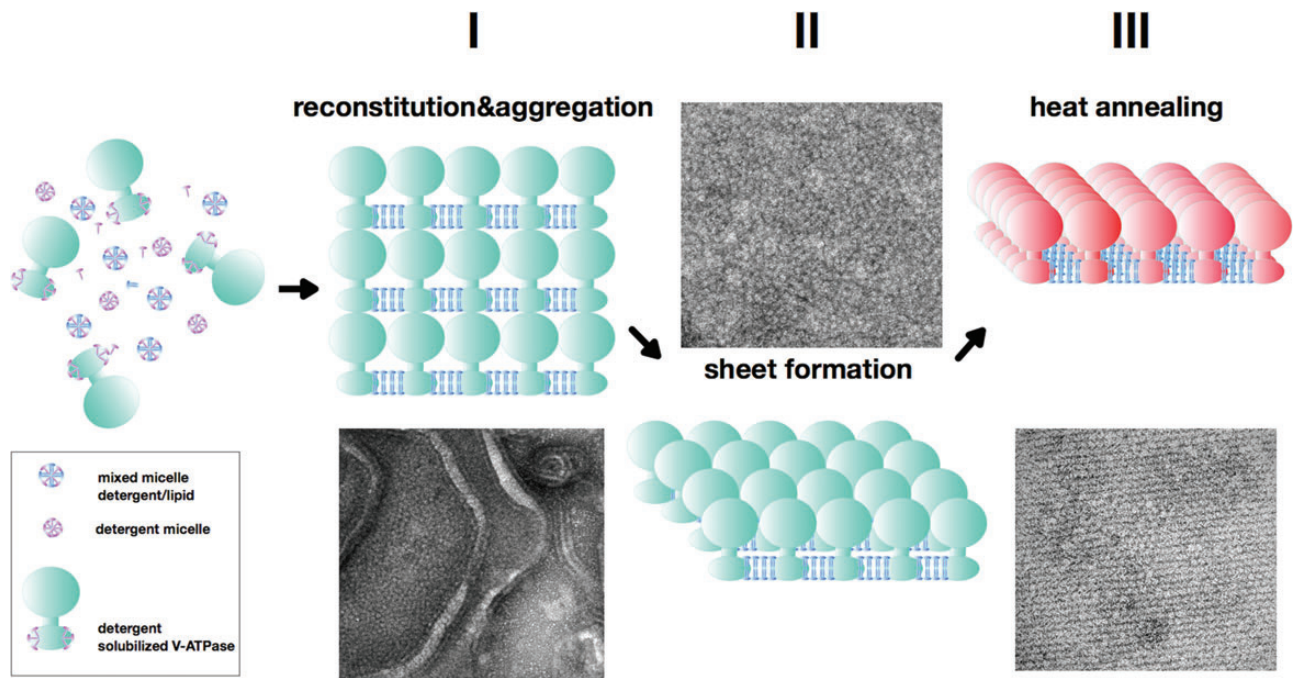 I
II
III
reconstitution&aggregation
heat annealing
sheet formation
mixed micelle
detergent/lipid
detergent micelle
detergent
solubilized V-ATPase